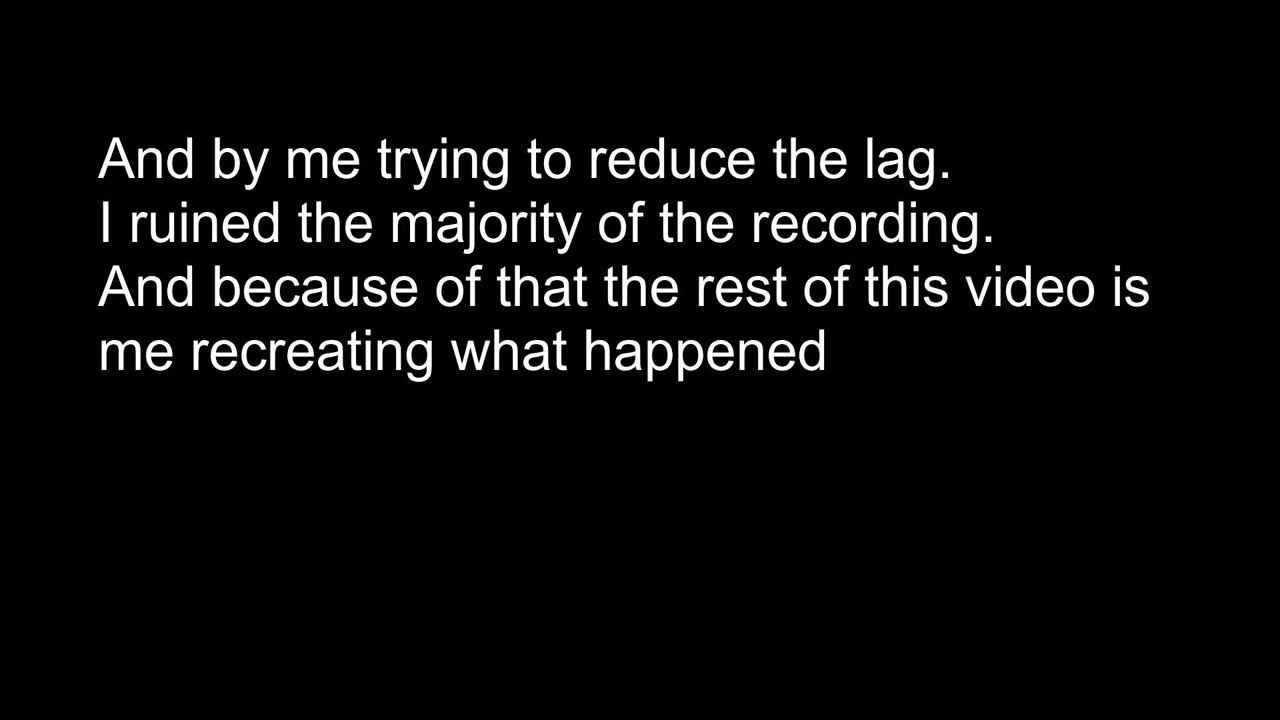 And by me trying to reduce the lag.
I ruined the majority of the recording.
And because of that the rest of this video is
me recreating what happened